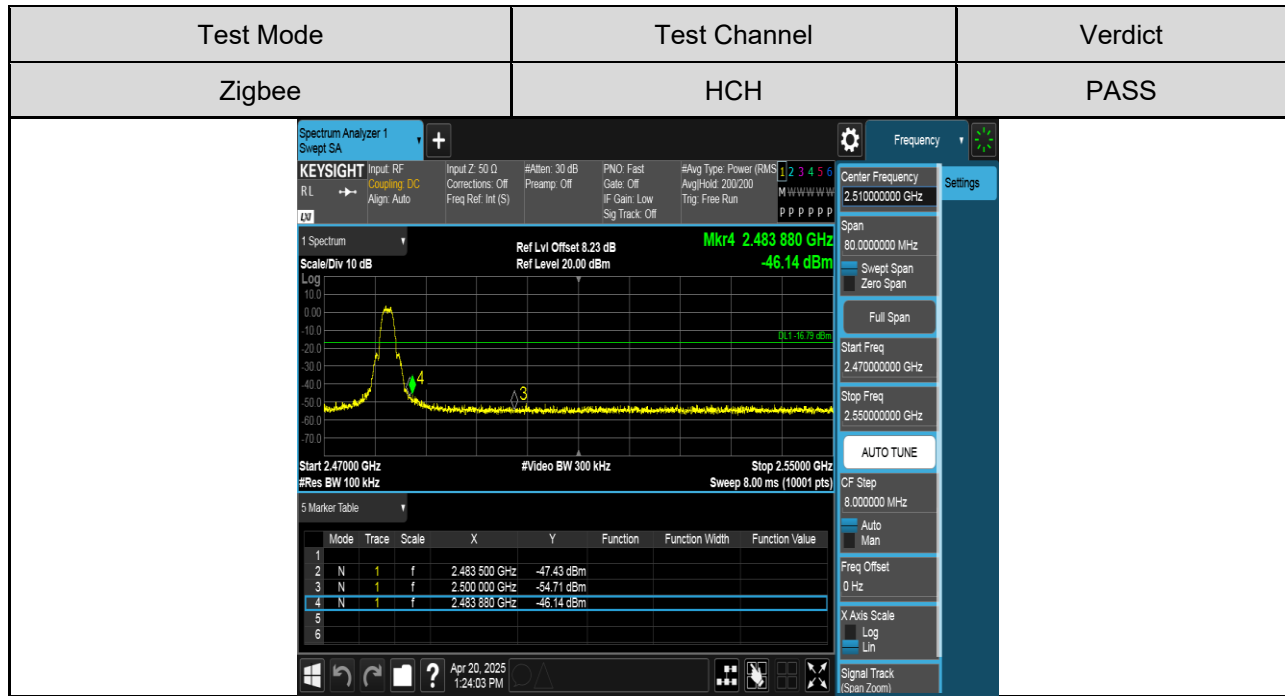 Test Mode Test Channel Verdict
Zigbee HCH PASS
Spectrum Analyzer 1
Swept SA
+
Frequency
KEYSIGHT Input: RF Input Z: 50 Ω #Atten: 30 dB PNO: Fast #Avg Type: Power (RMS 1 2 3 4 5 6
RL Coupling: DC Corrections: Off Preamp: Off Gate: Off Avg|Hold: 200/200 M W W W W W
Align: Auto Freq Ref: Int (S) IF Gain: Low Trig: Free Run
LXI Sig Track: Off P P P P P P
1 Spectrum Ref Lvl Offset 8.23 dB Mkr4 2.483 880 GHz
Scale/Div 10 dB Ref Level 20.00 dBm -46.14 dBm
Log
10.0
0.00
-10.0
DL1 -16.79 dBm
-20.0
-30.0
-40.0
4
3
-50.0
-60.0
-70.0
Start 2.47000 GHz #Video BW 300 kHz Stop 2.55000 GHz
#Res BW 100 kHz Sweep 8.00 ms (10001 pts)
5 Marker Table
Mode Trace Scale X Y Function Function Width Function Value
1
2 N 1 f 2.483 500 GHz -47.43 dBm
3 N 1 f 2.500 000 GHz -54.71 dBm
4 N 1 f 2.483 880 GHz -46.14 dBm
5
6
?
Apr 20, 2025
1:24:03 PM
Center Frequency
2.510000000 GHz
Settings
Span
80.0000000 MHz
Swept Span
Zero Span
Full Span
Start Freq
2.470000000 GHz
Stop Freq
2.550000000 GHz
AUTO TUNE
CF Step
8.000000 MHz
Auto
Man
Freq Offset
0 Hz
X Axis Scale
Log
Lin
Signal Track
(Span Zoom)